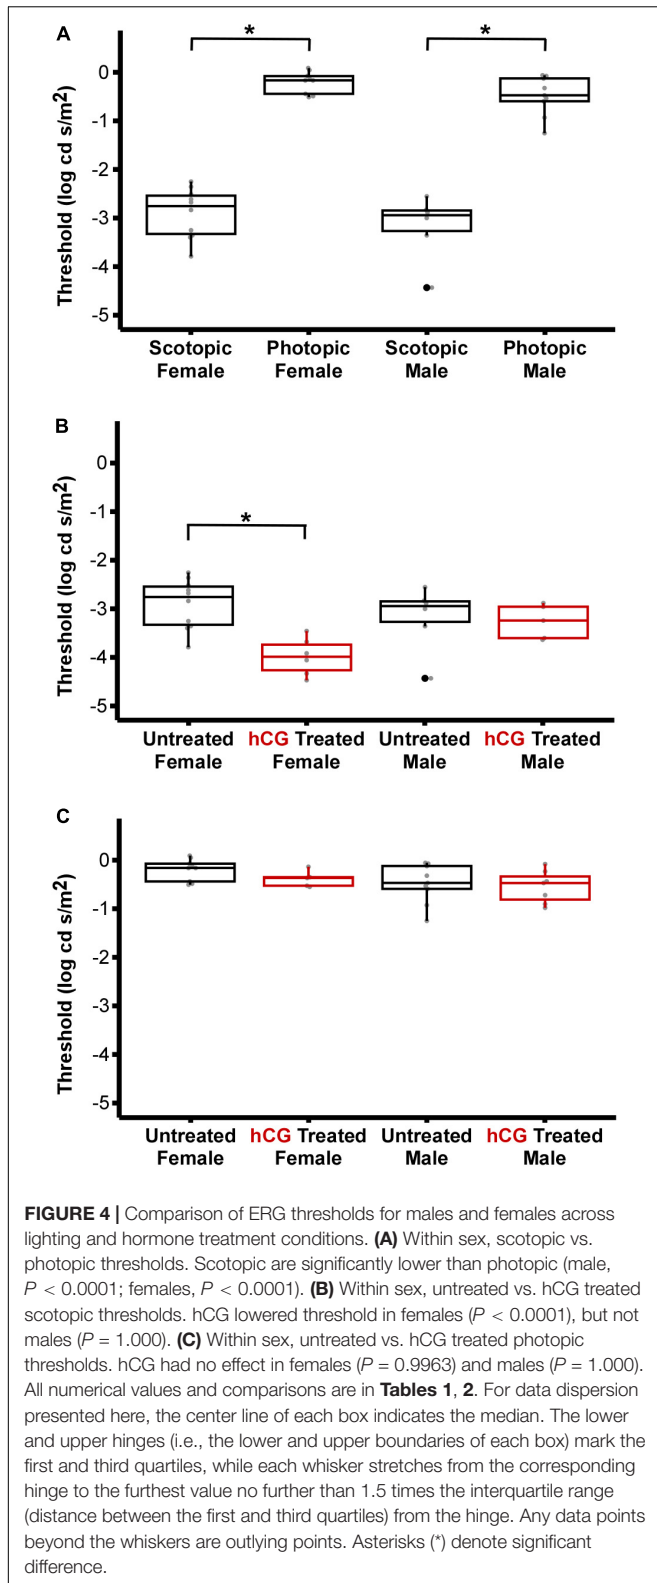 A
*
*
0
-1
-2
-3
-4
-5
Threshold (log cd s/m2)
Scotopic Photopic Scotopic Photopic
Female Female Male Male
B
*
0
-1
-2
-3
-4
-5
Threshold (log cd s/m2)
Untreated hCG Treated Untreated hCG Treated
Female Female Male Male
C
0
-1
-2
-3
-4
-5
Threshold (log cd s/m2)
Untreated hCG Treated Untreated hCG Treated
Female Female Male Male
FIGURE 4 | Comparison of ERG thresholds for males and females across
lighting and hormone treatment conditions. (A) Within sex, scotopic vs.
photopic thresholds. Scotopic are significantly lower than photopic (male,
P < 0.0001; females, P < 0.0001). (B) Within sex, untreated vs. hCG treated
scotopic thresholds. hCG lowered threshold in females (P < 0.0001), but not
males (P = 1.000). (C) Within sex, untreated vs. hCG treated photopic
thresholds. hCG had no effect in females (P = 0.9963) and males (P = 1.000).
All numerical values and comparisons are in Tables 1, 2. For data dispersion
presented here, the center line of each box indicates the median. The lower
and upper hinges (i.e., the lower and upper boundaries of each box) mark the
first and third quartiles, while each whisker stretches from the corresponding
hinge to the furthest value no further than 1.5 times the interquartile range
(distance between the first and third quartiles) from the hinge. Any data points
beyond the whiskers are outlying points. Asterisks (*) denote significant
difference.